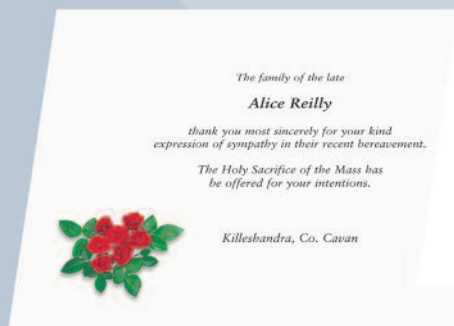 The family of the late
Alice Reilly
thank you most sincerely for your kind
expression of sympathy in their recent bereavement.
The Holy Sacrifice of the Mass has
be offered for your intentions.
Killeshandra, Co. Cavan